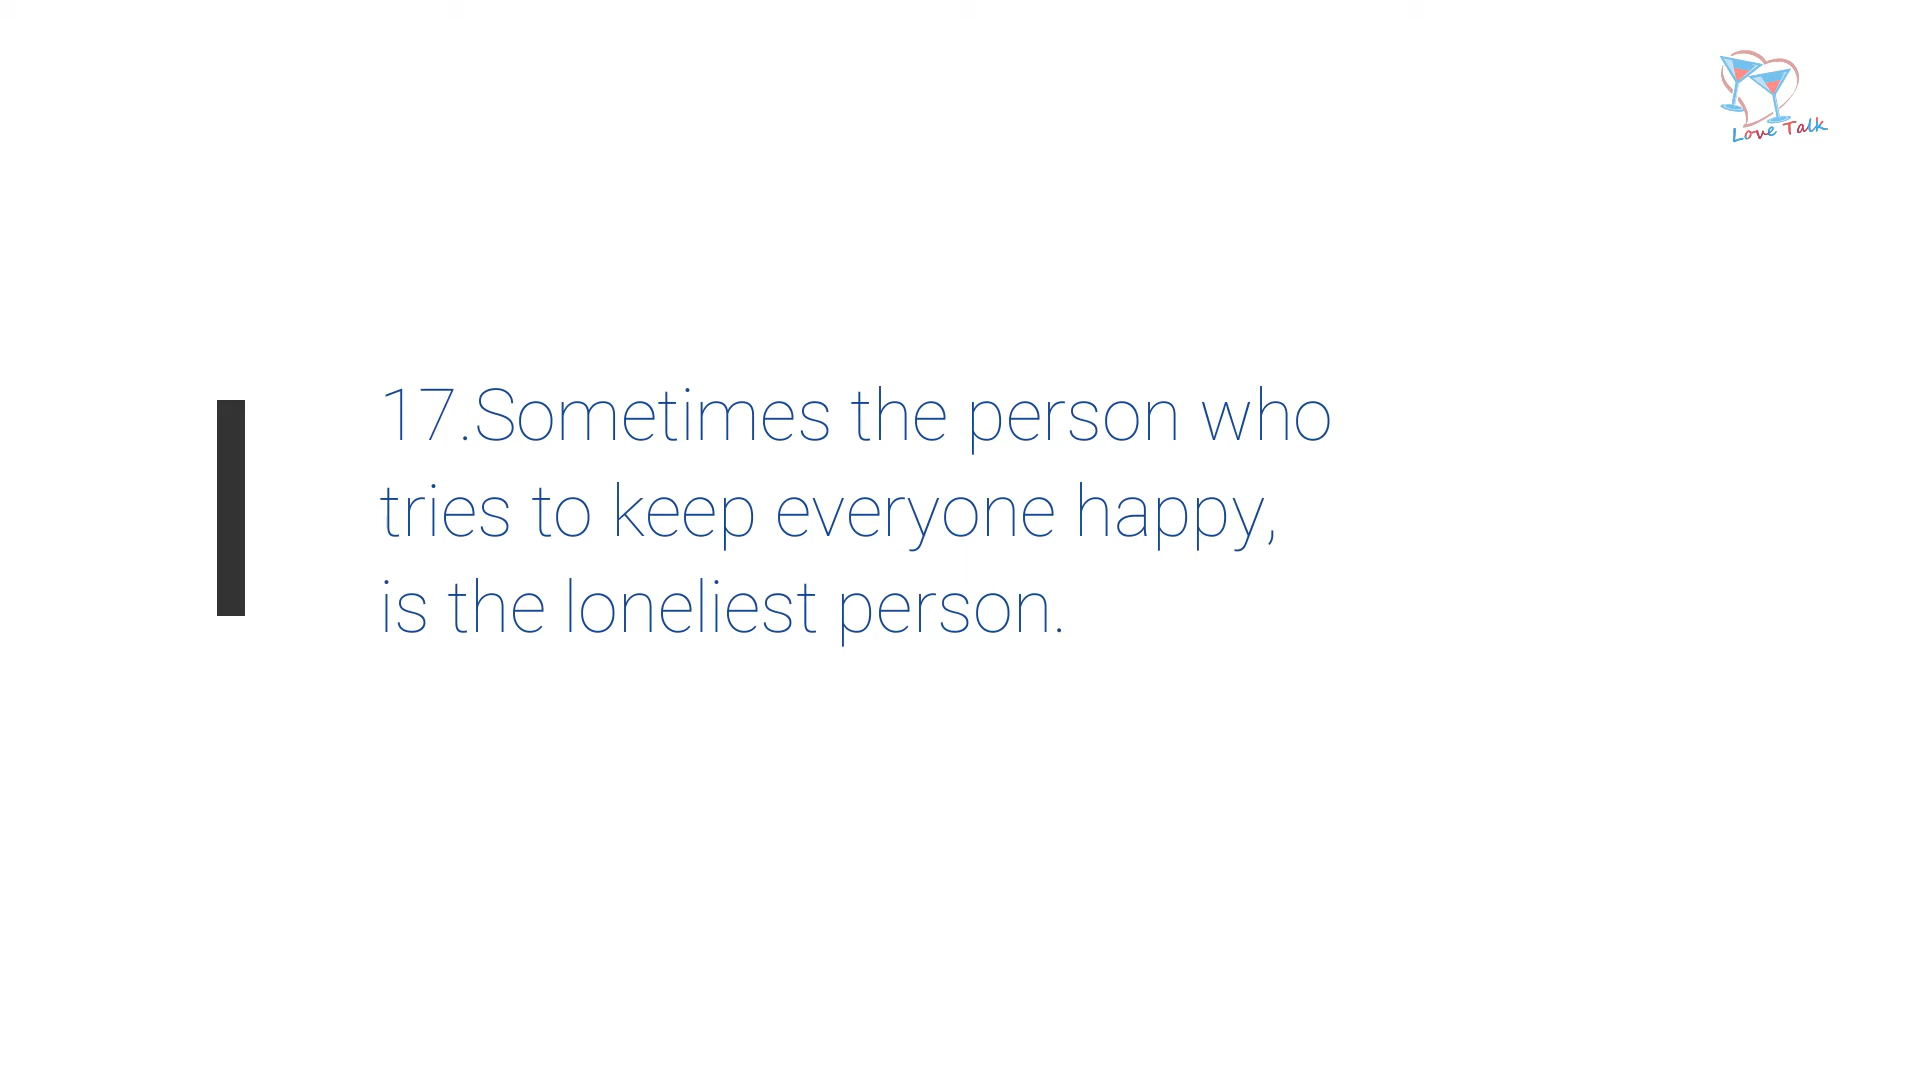 Love Talk
17.Sometimes the person who
tries to keep everyone happy,
is the loneliest person.